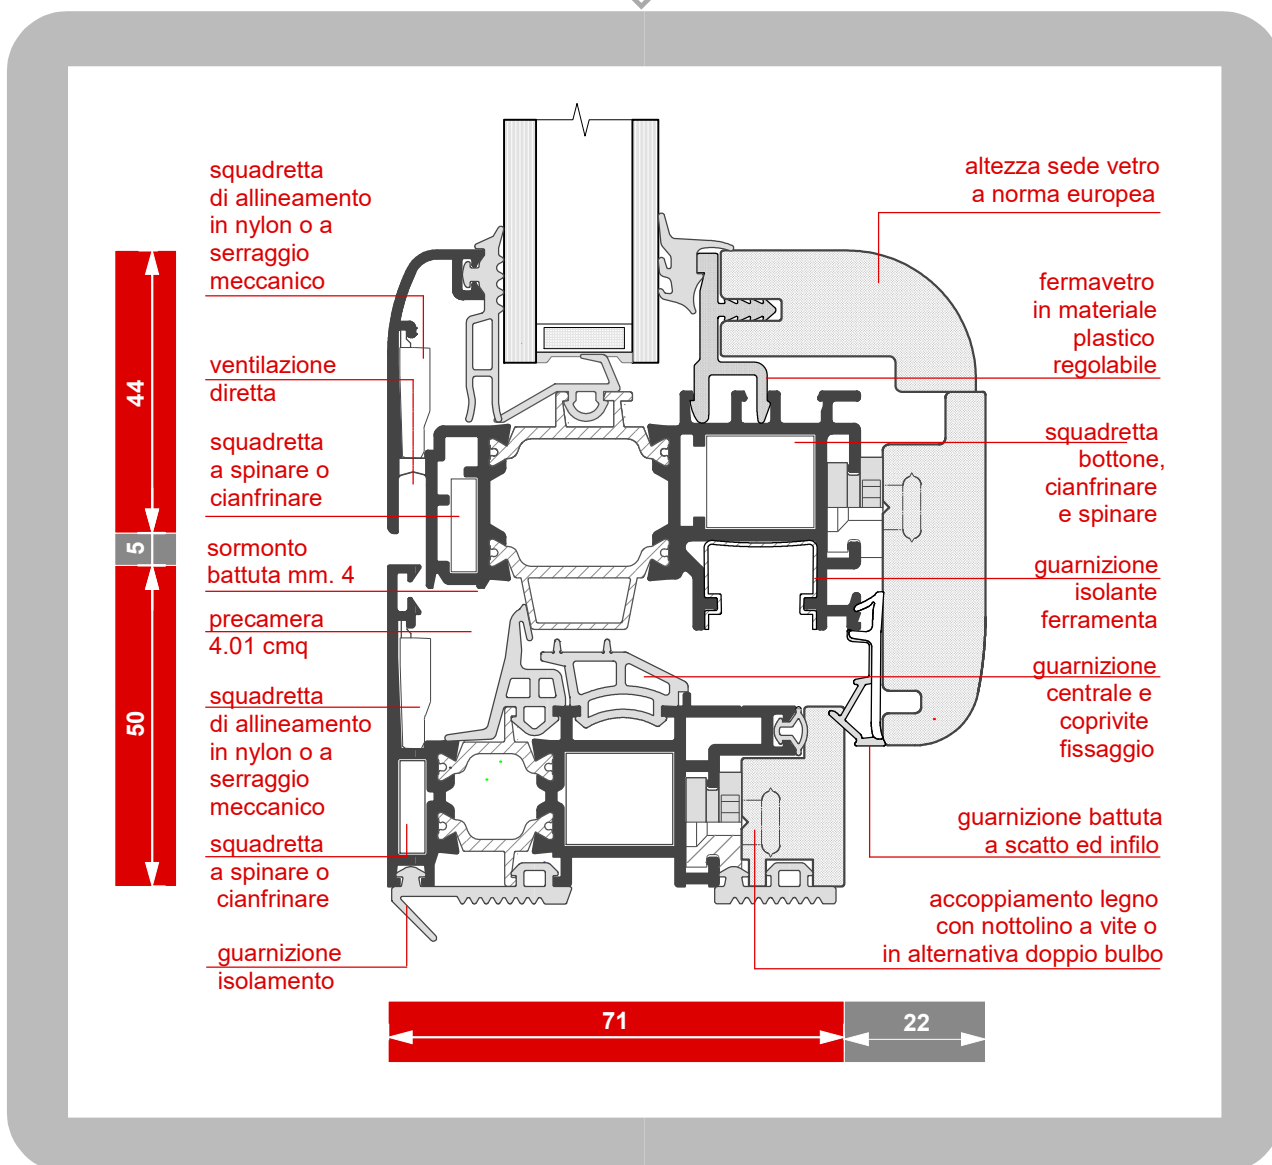 squadretta
di allineamento
in nylon o a
serraggio
meccanico
ventilazione
diretta
squadretta
a spinare o
cianfrinare
sormonto
battuta mm. 4
precamera
4.01 cmq
squadretta
di allineamento
in nylon o a
serraggio
meccanico
squadretta
a spinare o
cianfrinare
guarnizione
isolamento
altezza sede vetro
a norma europea
fermavetro
in materiale
plastico
regolabile
squadretta
bottone,
cianfrinare
e spinare
guarnizione
isolante
ferramenta
guarnizione
centrale e
coprivite
fissaggio
guarnizione battuta
a scatto ed infilo
accoppiamento legno
con nottolino a vite o
in alternativa doppio bulbo
44
5
50
71
22